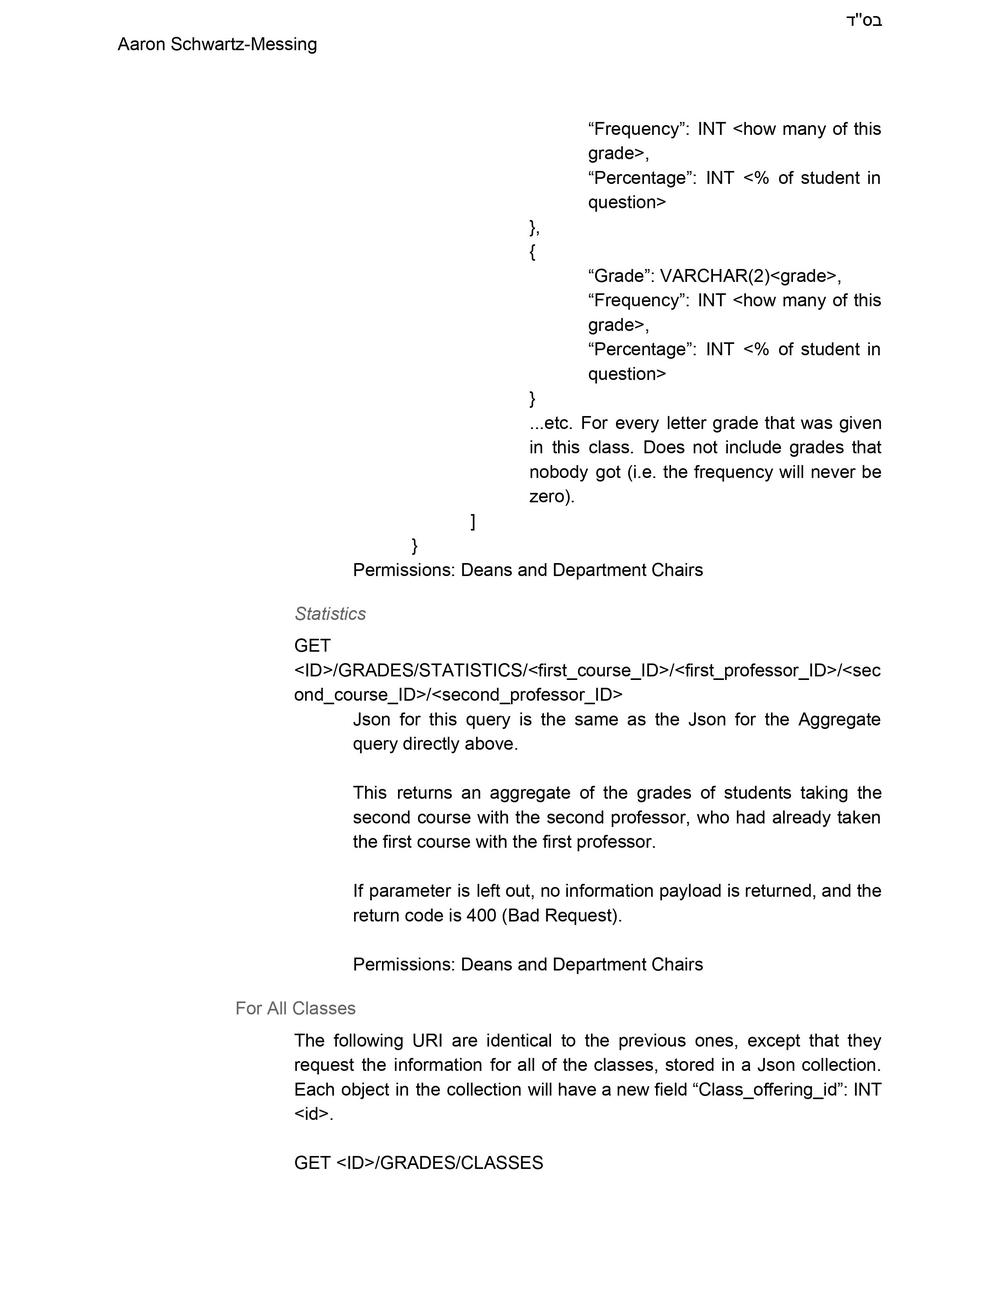 בס"ד
Aaron Schwartz-Messing
“Frequency”: INT <how many of this
grade>,
“Percentage”: INT <% of student in
question>
},
{
“Grade”: VARCHAR(2)<grade>,
“Frequency”: INT <how many of this
grade>,
“Percentage”: INT <% of student in
question>
}
...etc. For every letter grade that was given
in this class. Does not include grades that
nobody got (i.e. the frequency will never be
zero).
]
}
Permissions: Deans and Department Chairs
Statistics
GET
<ID>/GRADES/STATISTICS/<first_course_ID>/<first_professor_ID>/<sec
ond_course_ID>/<second_professor_ID>
Json for this query is the same as the Json for the Aggregate
query directly above.
This returns an aggregate of the grades of students taking the
second course with the second professor, who had already taken
the first course with the first professor.
If parameter is left out, no information payload is returned, and the
return code is 400 (Bad Request).
Permissions: Deans and Department Chairs
For All Classes
The following URI are identical to the previous ones, except that they
request the information for all of the classes, stored in a Json collection.
Each object in the collection will have a new field “Class_offering_id”: INT
<id>.
GET <ID>/GRADES/CLASSES